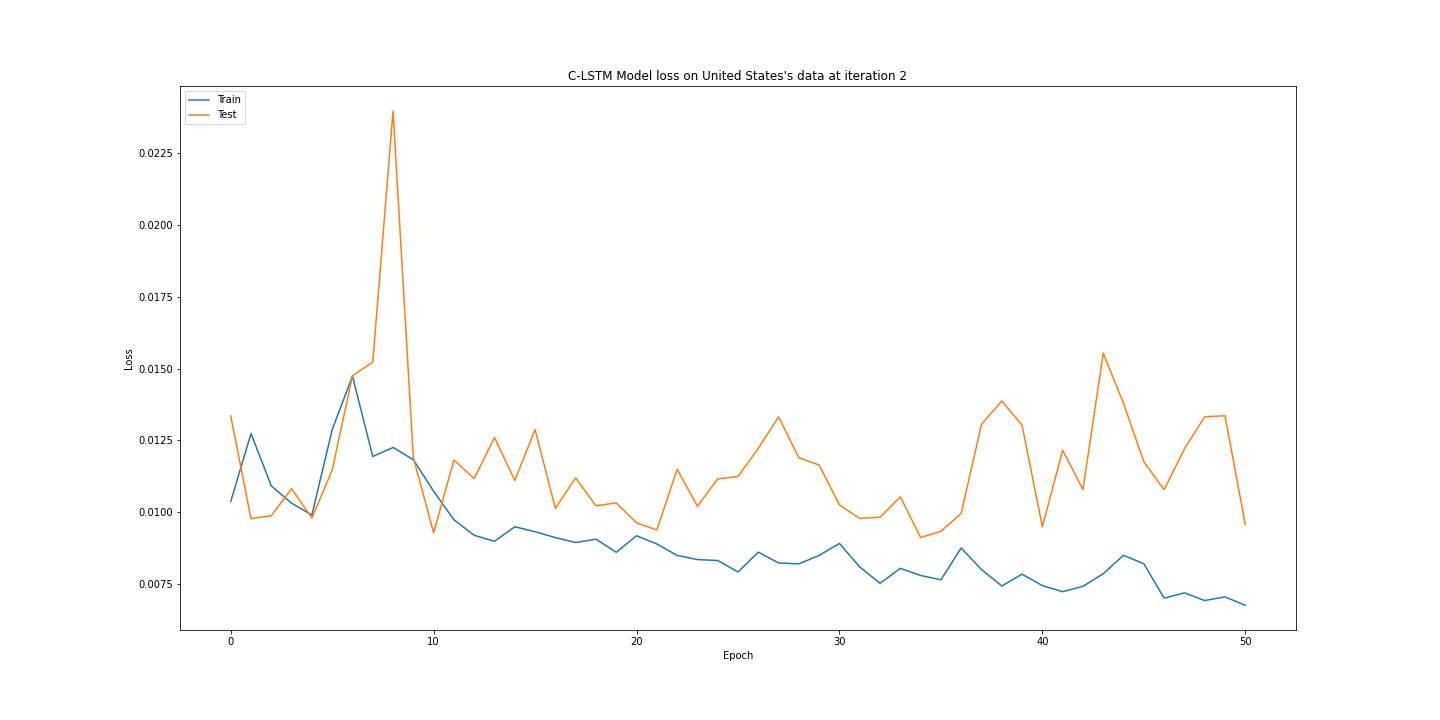 C-LSTM Model loss on United States's data at iteration 2
Train
Test
0.0225
0.0200
0.0175
0.0150
0.0125
0.0100
0.0075
Loss
0 10 20 30 40 50
Epoch